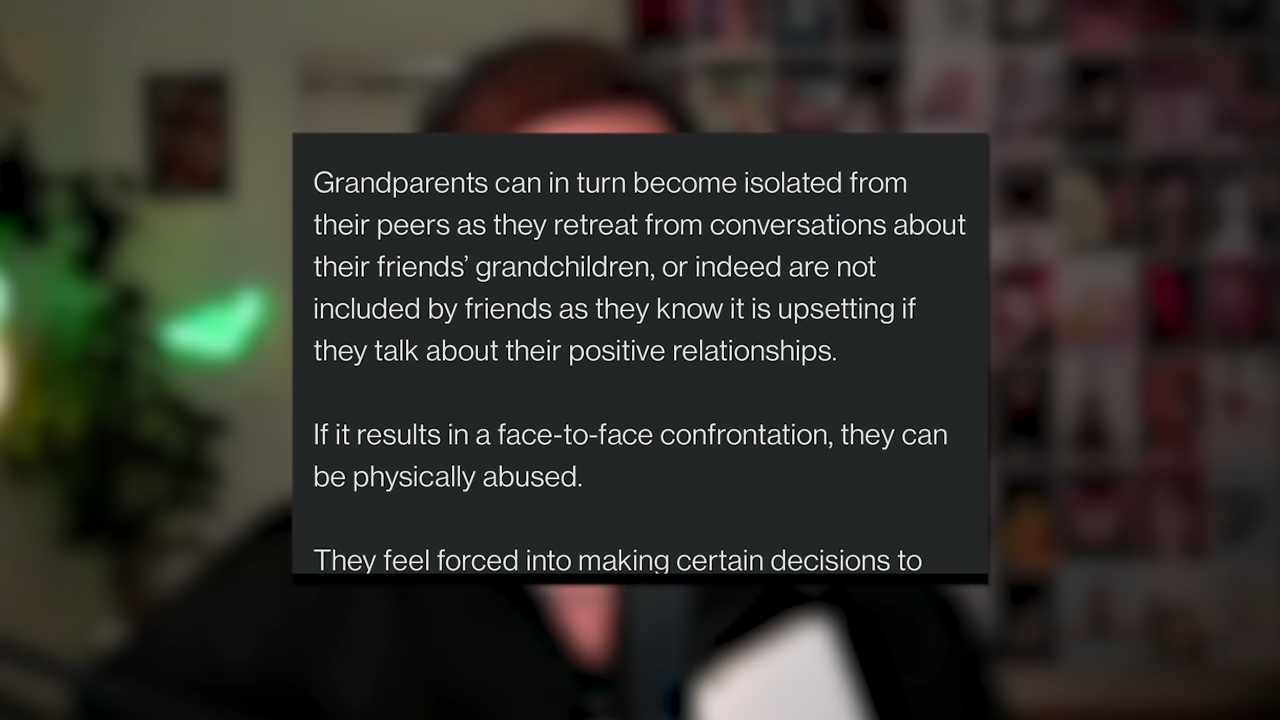 Grandparents can in turn become isolated from
their peers as they retreat from conversations about
their friends’ grandchildren, or indeed are not
included by friends as they know it is upsetting if
they talk about their positive relationships.
If it results in a face-to-face confrontation, they can
be physically abused.
They feel forced into making certain decisions to